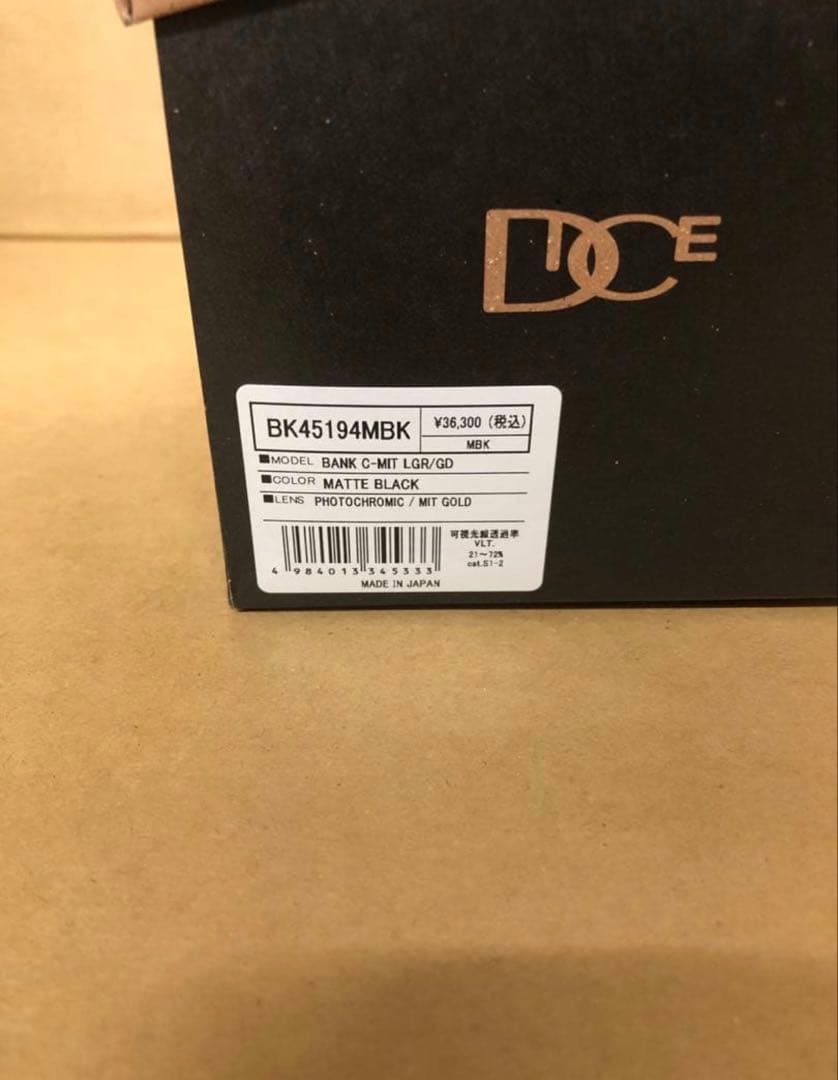 DICE
BK45194MBK
¥36,300 (税込)
MBK
■MODEL BANK C-MIT LGR/GD
■COLOR MATTE BLACK
■LENS PHOTOCHROMIC / MIT GOLD
可視光線透過率
VLT.
21～72%
cat.S1-2
4 984013 345333
MADE IN JAPAN